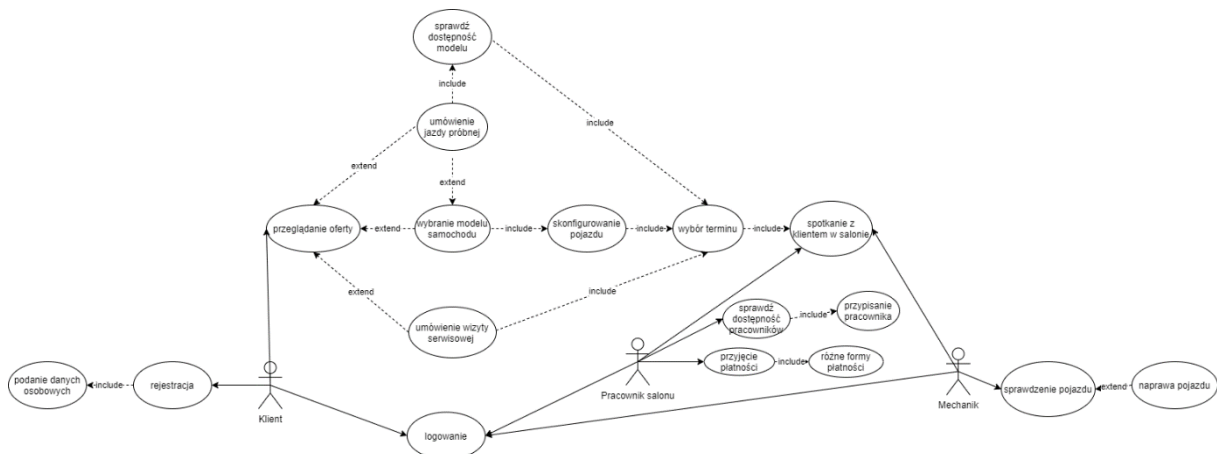 sprawdź
dostępność
modelu
include
umówienie
jazdy próbnej
include
extend
extend
przeglądanie oferty
extend
wybranie modelu
samochodu
include
skonfigurowanie
pojazdu
include
wybór terminu
include
spotkanie z
klientem w salonie
extend
include
umówienie wizyty
serwisowej
sprawdź
dostępność
pracowników
include
przypisanie
pracownika
przyjęcie
płatności
include
różne formy
płatności
podanie danych
osobowych
include
rejestracja
Klient
Pracownik salonu
Mechanik
sprawdzenie pojazdu
extend
naprawa pojazdu
logowanie